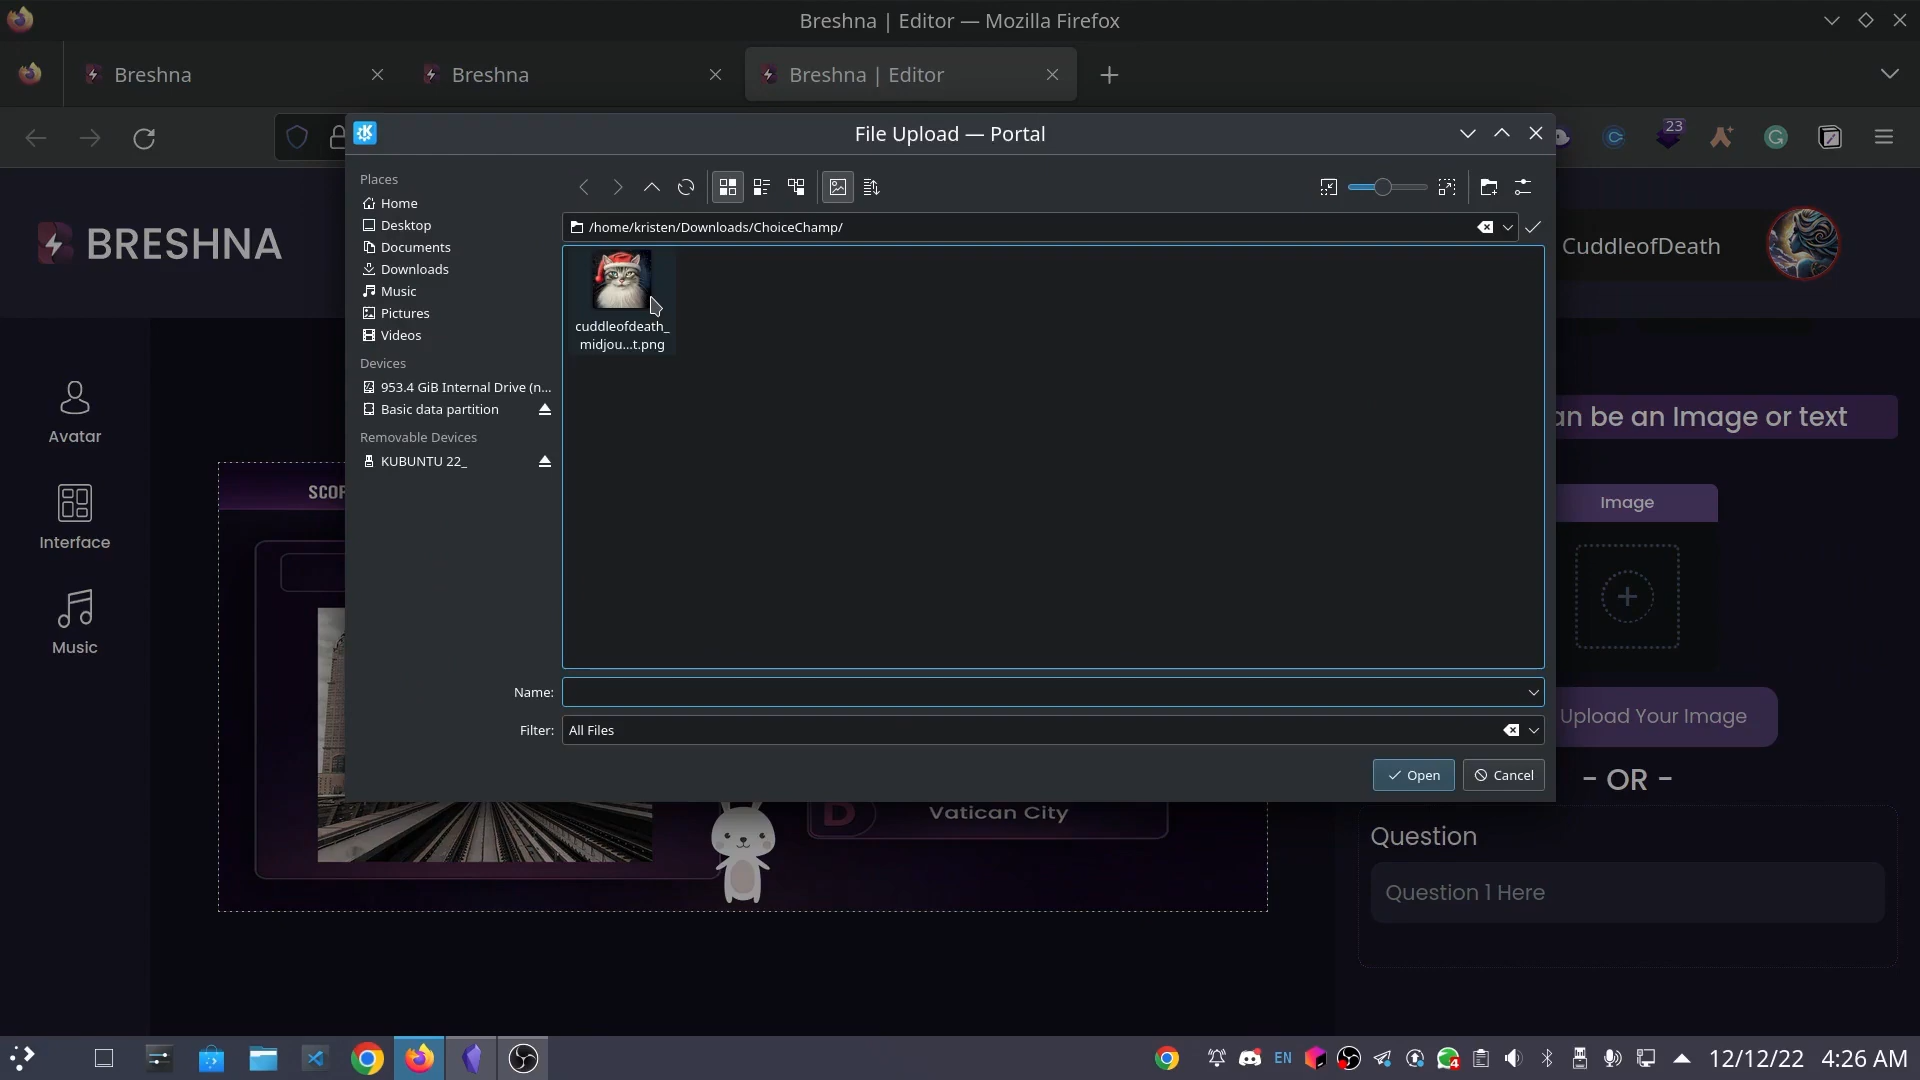 Breshna | Editor — Mozilla Firefox
Breshna
Breshna
Breshna | Editor
23
File Upload — Portal
BRESHNA
CuddleofDeath
Places
Home
Desktop
Documents
Downloads
Music
Pictures
Videos
Devices
953.4 GiB Internal Drive (n...
Basic data partition
Removable Devices
KUBUNTU 22_
/home/kristen/Downloads/ChoiceChamp/
cuddleofdeath_
midjou...t.png
Name:
Filter:
All Files
Open
Cancel
Avatar
Interface
Music
an be an Image or text
Image
Upload Your Image
- OR -
Question
Question 1 Here
D
Vatican City
EN
4
12/12/22
4:26 AM